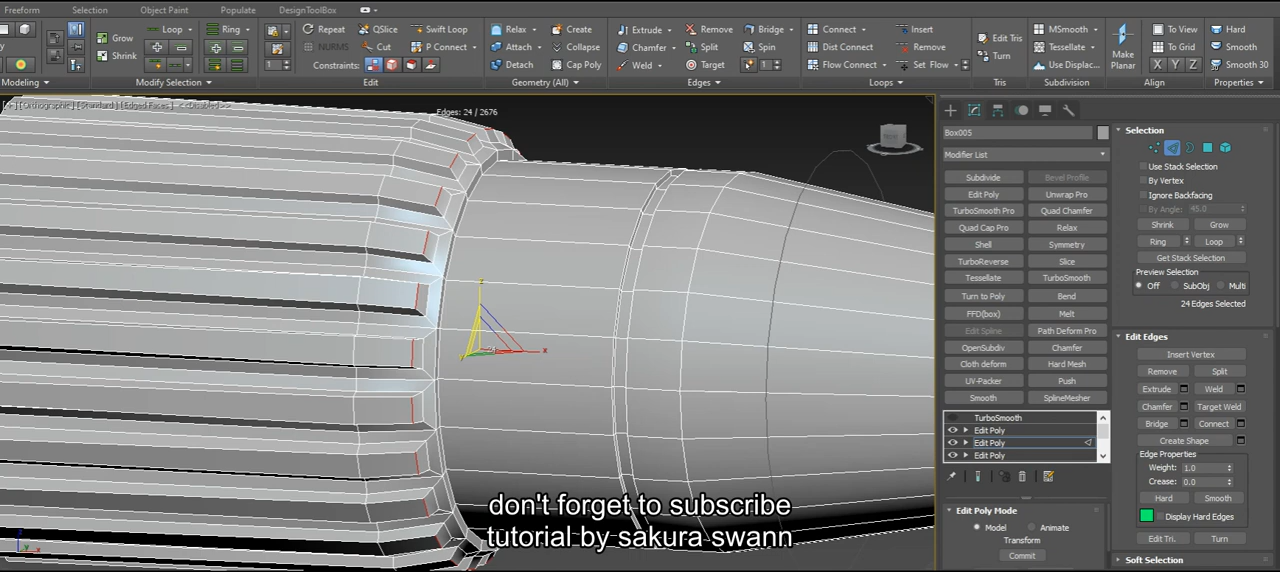 Freeform Selection Object Paint Populate DesignToolBox
Grow Loop Ring Repeat QSlice Swift Loop Relax Create Extrude Remove Bridge Connect Insert Edit Tris MSmooth To View Hard
Shrink NURMS Cut P Connect Attach Collapse Chamfer Split Spin Dist Connect Remove Turn Tessellate Make Planar To Grid Smooth
1 Constraints: Detach Cap Poly Weld Target 1 Flow Connect Set Flow Use Displac... X Y Z Smooth 30
Modeling Modify Selection Edit Geometry (All) Edges Loops Tris Subdivision Align Properties
[+] [Orthographic] [Standard] [Edged Faces] <<Disabled>>
Edges: 24 / 2676
z
x
y
don't forget to subscribe
tutorial by sakura swann
Box005
Modifier List
Subdivide Bevel Profile
Edit Poly Unwrap Pro
TurboSmooth Pro Quad Chamfer
Quad Cap Pro Relax
Shell Symmetry
TurboReverse Slice
Tessellate TurboSmooth
Turn to Poly Bend
FFD(box) Melt
Edit Spline Path Deform Pro
OpenSubdiv Chamfer
Cloth deform Hard Mesh
UV-Packer Push
Smooth SplineMesher
TurboSmooth
Edit Poly
Edit Poly
Edit Poly
Edit Poly Mode
Model Animate
Transform
Commit
Selection
Use Stack Selection
By Vertex
Ignore Backfacing
By Angle: 45.0
Shrink Grow
Ring Loop
Get Stack Selection
Preview Selection
Off SubObj Multi
24 Edges Selected
Edit Edges
Insert Vertex
Remove Split
Extrude Weld
Chamfer Target Weld
Bridge Connect
Create Shape
Edge Properties
Weight: 1.0
Crease: 0.0
Hard Smooth
Display Hard Edges
Edit Tri. Turn
Soft Selection